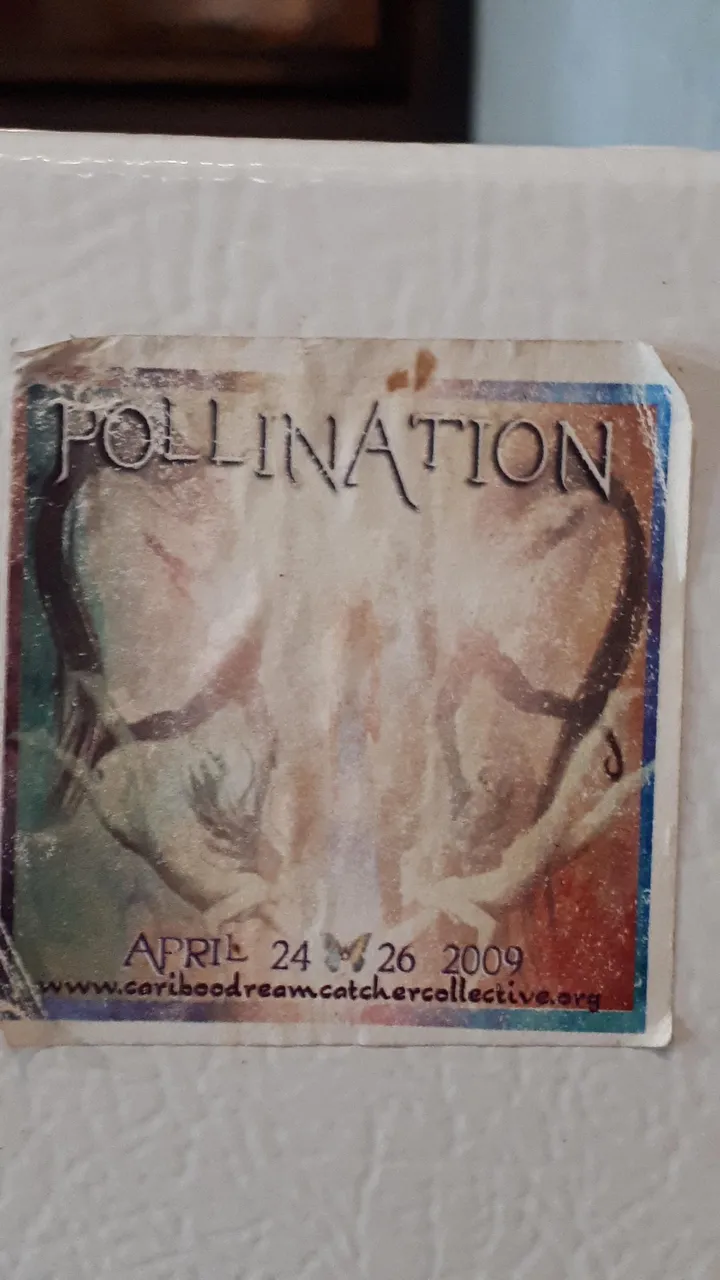 POLLINATION
APRIL 24 26 2009
www.cariboodreamcatchercollective.org